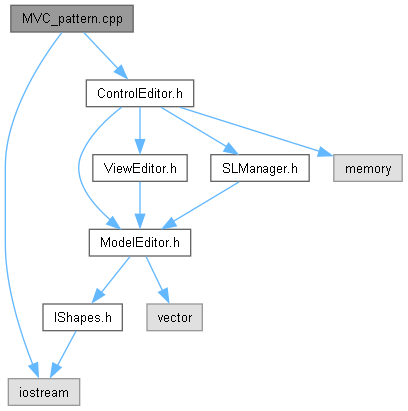 MVC_pattern.cpp
ControlEditor.h
ViewEditor.h
SLManager.h
memory
ModelEditor.h
IShapes.h
vector
iostream